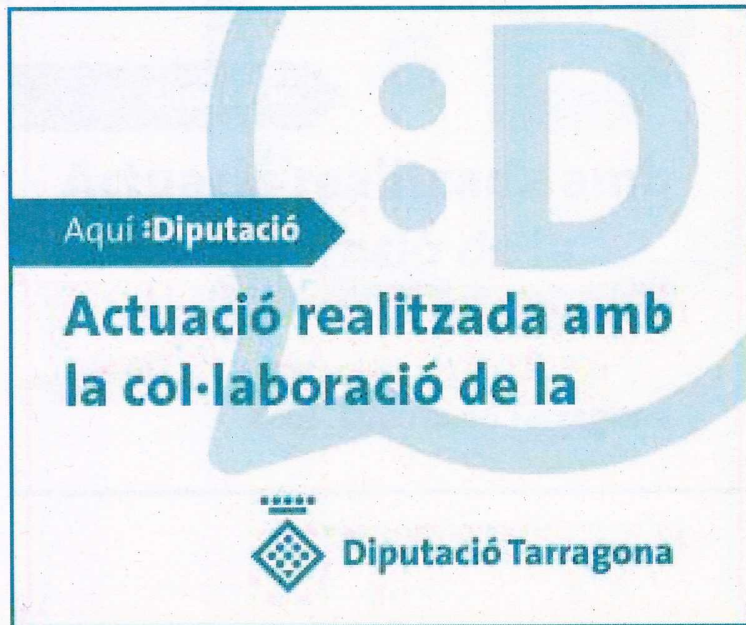 :D
Aquí :Diputació
Actuació realitzada amb
la col·laboració de la
Diputació Tarragona